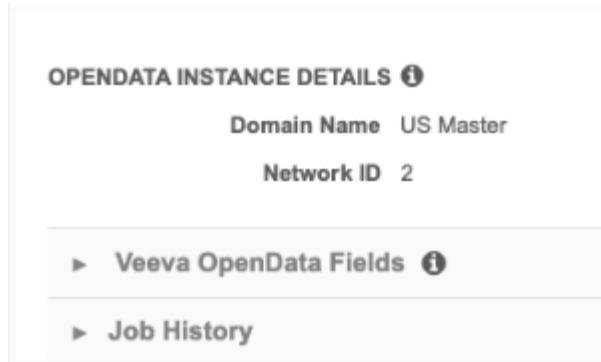 OPENDATA INSTANCE DETAILS
Domain Name US Master
Network ID 2
Veeva OpenData Fields
Job History